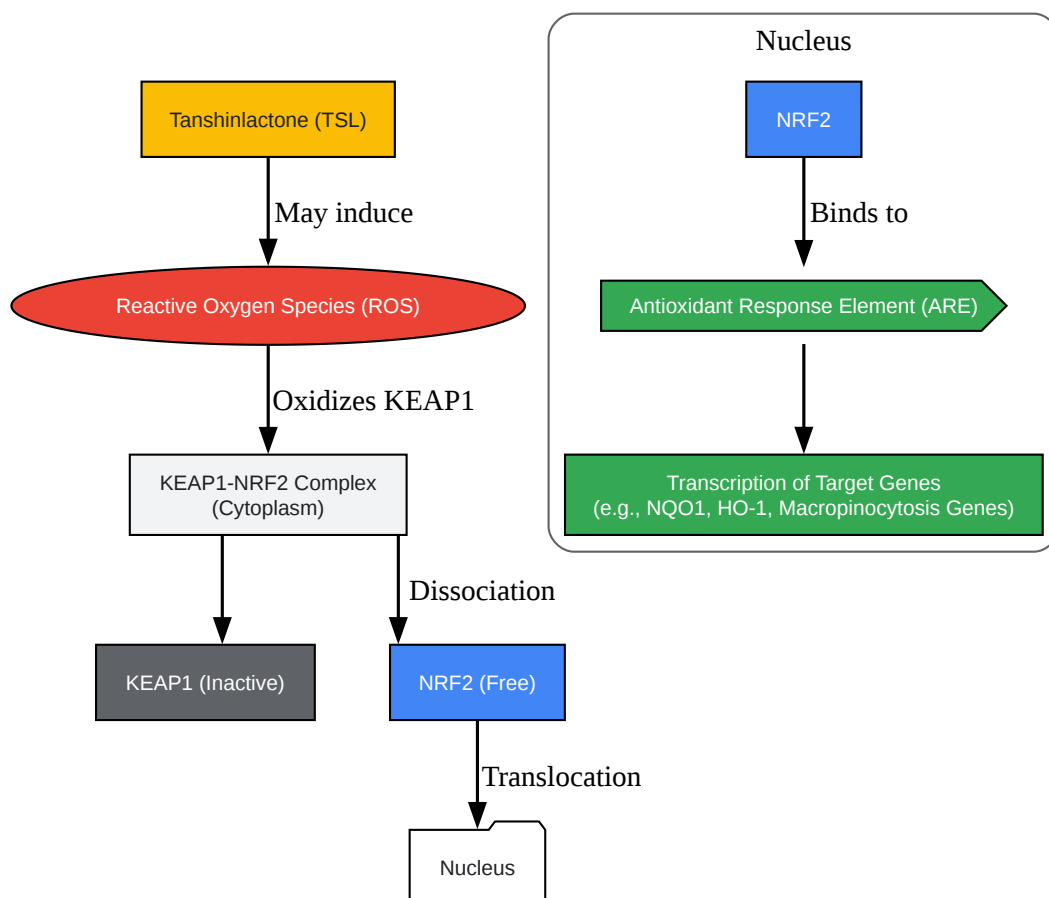 Tanshinlactone (TSL)
May induce
Reactive Oxygen Species (ROS)
Oxidizes KEAP1
KEAP1-NRF2 Complex
(Cytoplasm)
Dissociation
KEAP1 (Inactive)
NRF2 (Free)
Translocation
Nucleus
Nucleus
NRF2
Binds to
Antioxidant Response Element (ARE)
Transcription of Target Genes
(e.g., NQO1, HO-1, Macropinocytosis Genes)